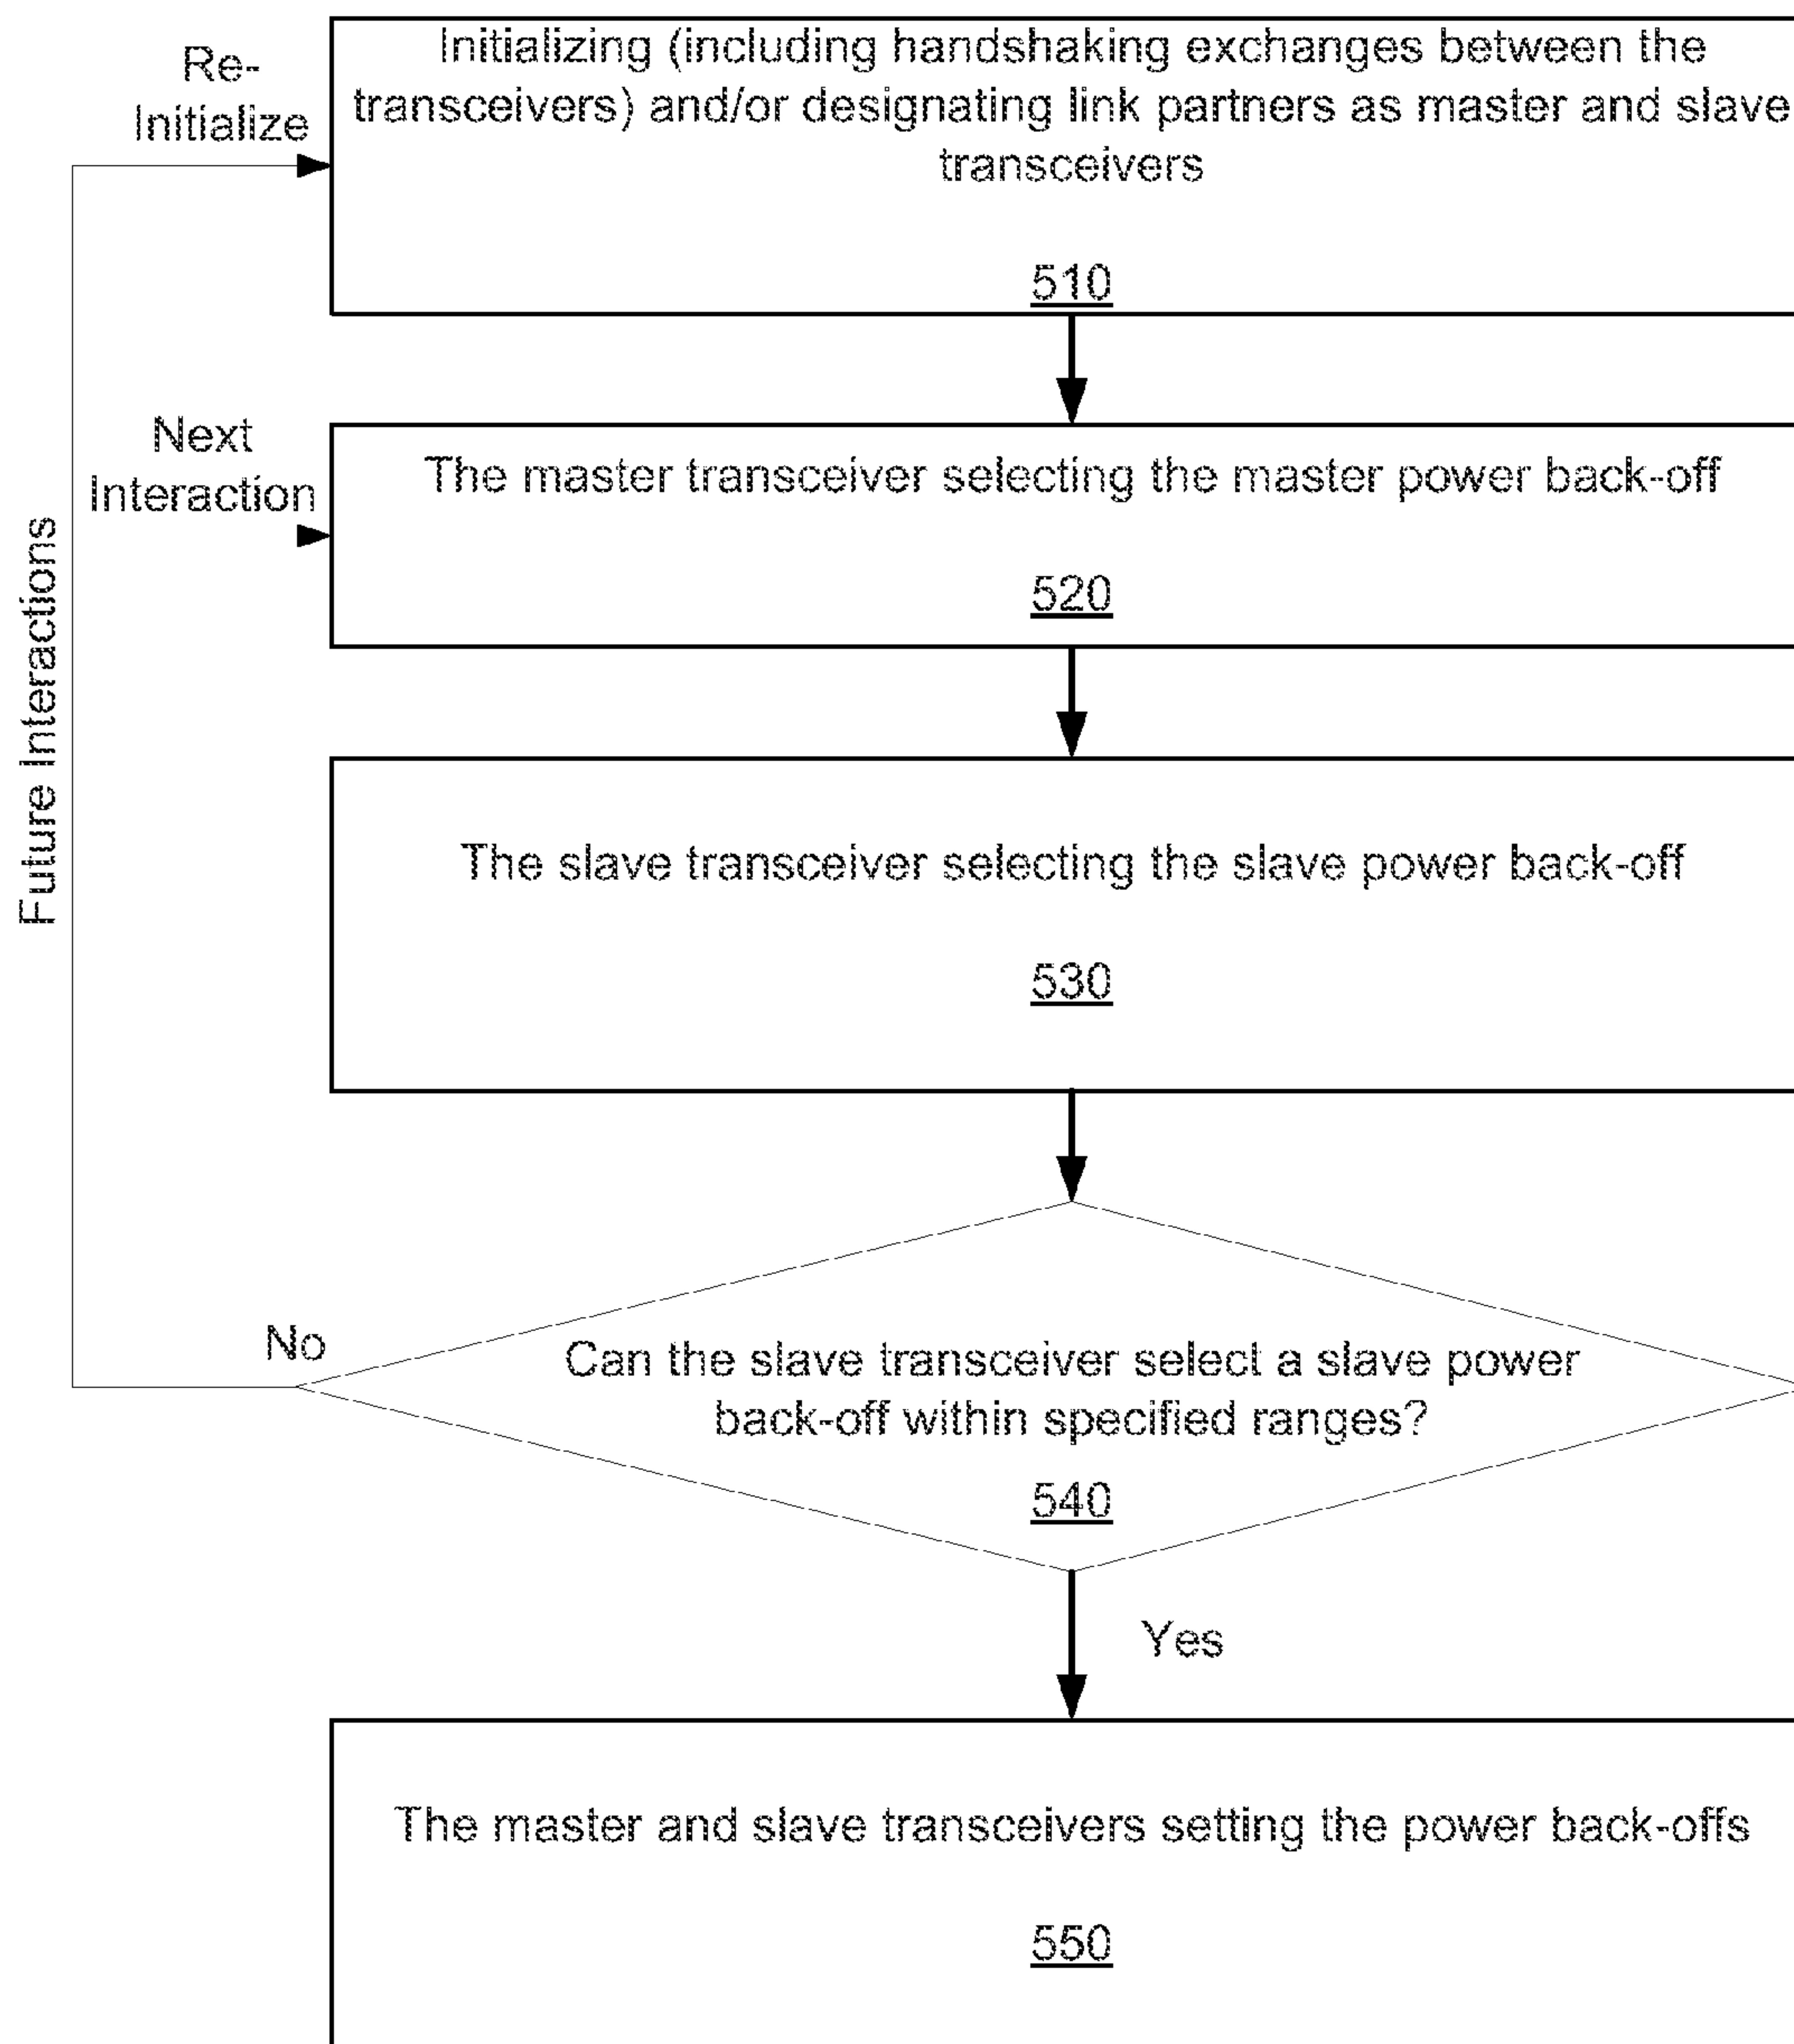 Re-
Initialize
Initializing (including handshaking exchanges between the
transceivers) and/or designating link partners as master and slave
transceivers
510
Next
Interaction
The master transceiver selecting the master power back-off
520
Future Interactions
The slave transceiver selecting the slave power back-off
530
No
Can the slave transceiver select a slave power
back-off within specified ranges?
540
Yes
The master and slave transceivers setting the power back-offs
550